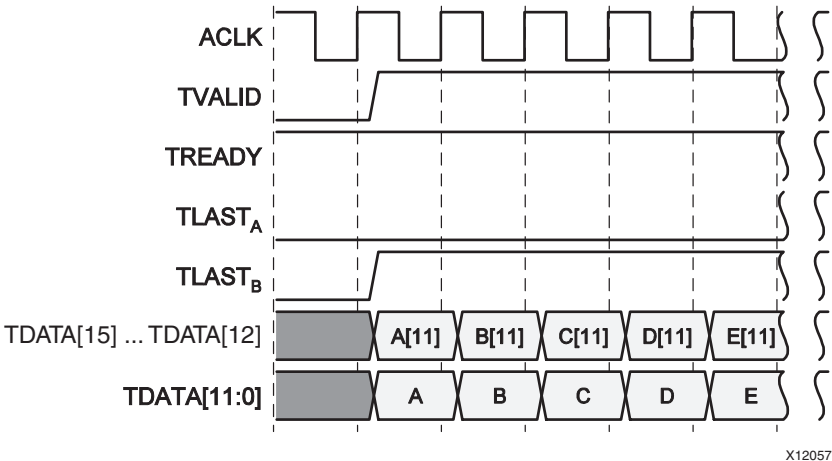 ACLK
TVALID
TREADY
TLASTA
TLASTB
TDATA[15] ... TDATA[12] A[11] B[11] C[11] D[11] E[11]
TDATA[11:0] A B C D E
X12057